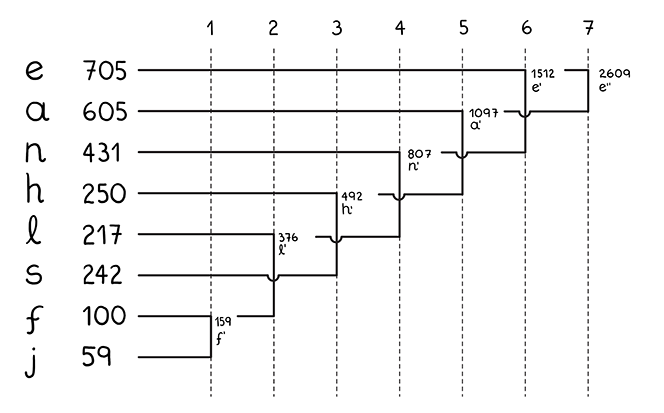 1 2 3 4 5 6 7
e 705 1512 2609
e' e"
a 605 1097
a'
n 431 807
n'
h 250 492
h'
l 217 376
l'
s 242
f 100 159
f'
j 59